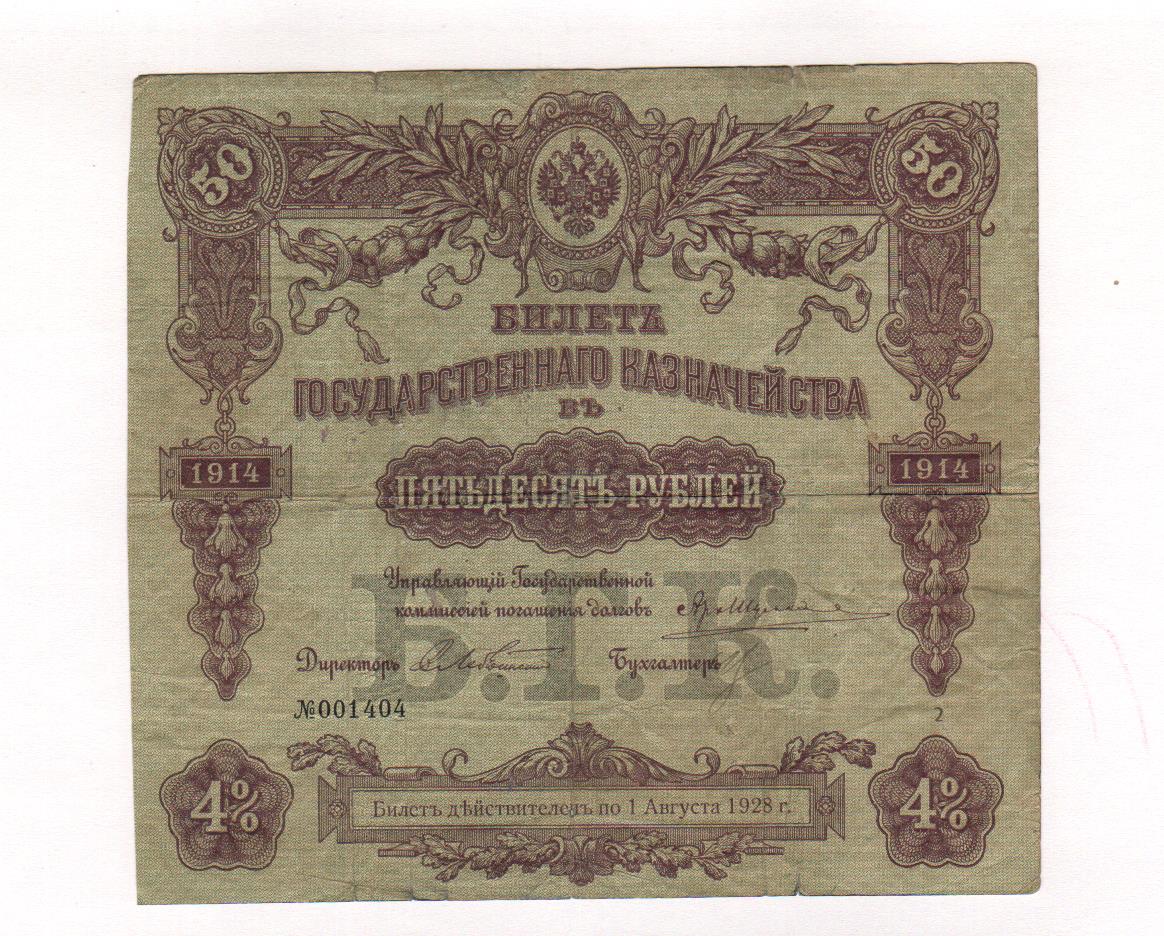 50 50
БИЛЕТЪ
ГОСУДАРСТВЕННАГО КАЗНАЧЕЙСТВА
ВЪ
1914 1914
ПЯТЬДЕСЯТЪ РУБЛЕЙ
Б.Г.К.
Управляющій Государственной
коммиссіей погашенія долговъ
Директоръ Бухгалтеръ
№001404
2
4% 4%
Билетъ дѣйствителенъ по 1 Августа 1928 г.